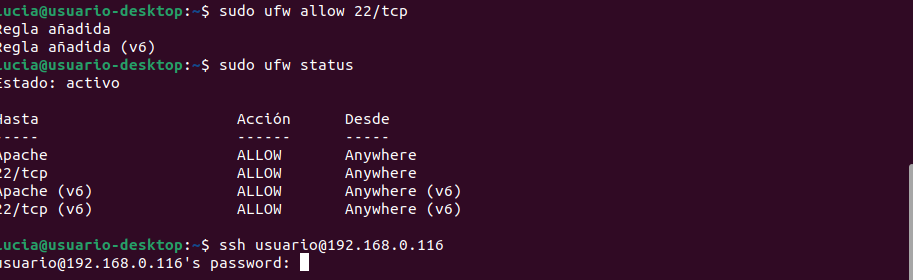 lucia@usuario-desktop:~$ sudo ufw allow 22/tcp
Regla añadida
Regla añadida (v6)
lucia@usuario-desktop:~$ sudo ufw status
Estado: activo
Hasta Acción Desde
----- ------ -----
Apache ALLOW Anywhere
22/tcp ALLOW Anywhere
Apache (v6) ALLOW Anywhere (v6)
22/tcp (v6) ALLOW Anywhere (v6)
lucia@usuario-desktop:~$ ssh usuario@192.168.0.116
usuario@192.168.0.116's password: